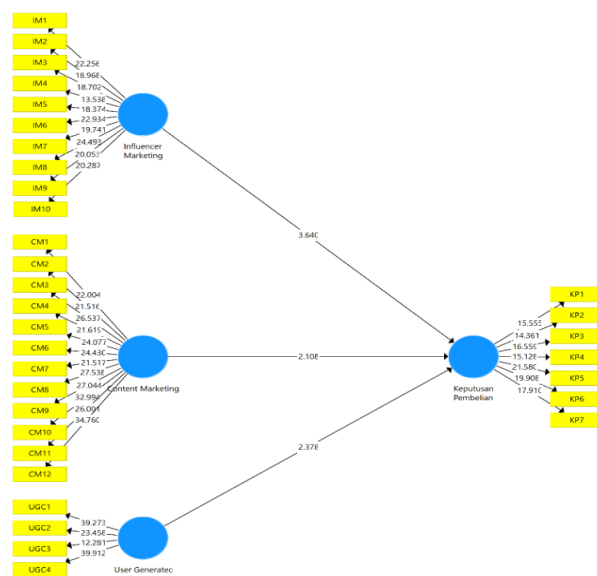 IM1
IM2
IM3
IM4
IM5
IM6
IM7
IM8
IM9
IM10
22.256
18.968
18.702
13.538
18.374
22.934
19.741
24.493
20.053
20.287
Influencer
Marketing
3.640
CM1
CM2
CM3
CM4
CM5
CM6
CM7
CM8
CM9
CM10
CM11
CM12
22.004
21.516
26.537
21.619
24.077
24.430
21.517
27.538
27.044
32.994
26.001
34.760
Content Marketing
2.108
KP1
KP2
KP3
KP4
KP5
KP6
KP7
15.555
14.361
16.559
15.128
21.580
19.908
17.910
Keputusan
Pembelian
2.378
UGC1
UGC2
UGC3
UGC4
39.273
23.458
12.281
39.912
User Generatec